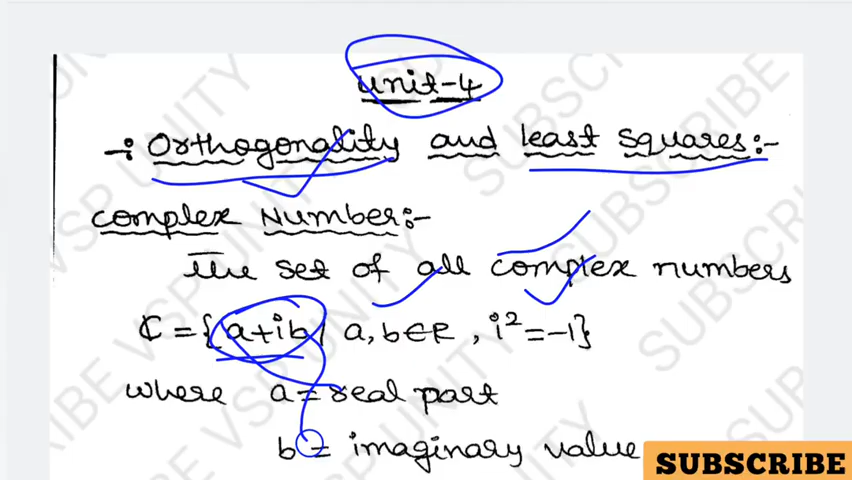 unit-4
-: Orthogonality and least squares:-
complex Number:-
The set of all complex numbers
ℂ = {a+ib / a, b∈R, i²=-1}
where a = real part
b = imaginary value
SUBSCRIBE